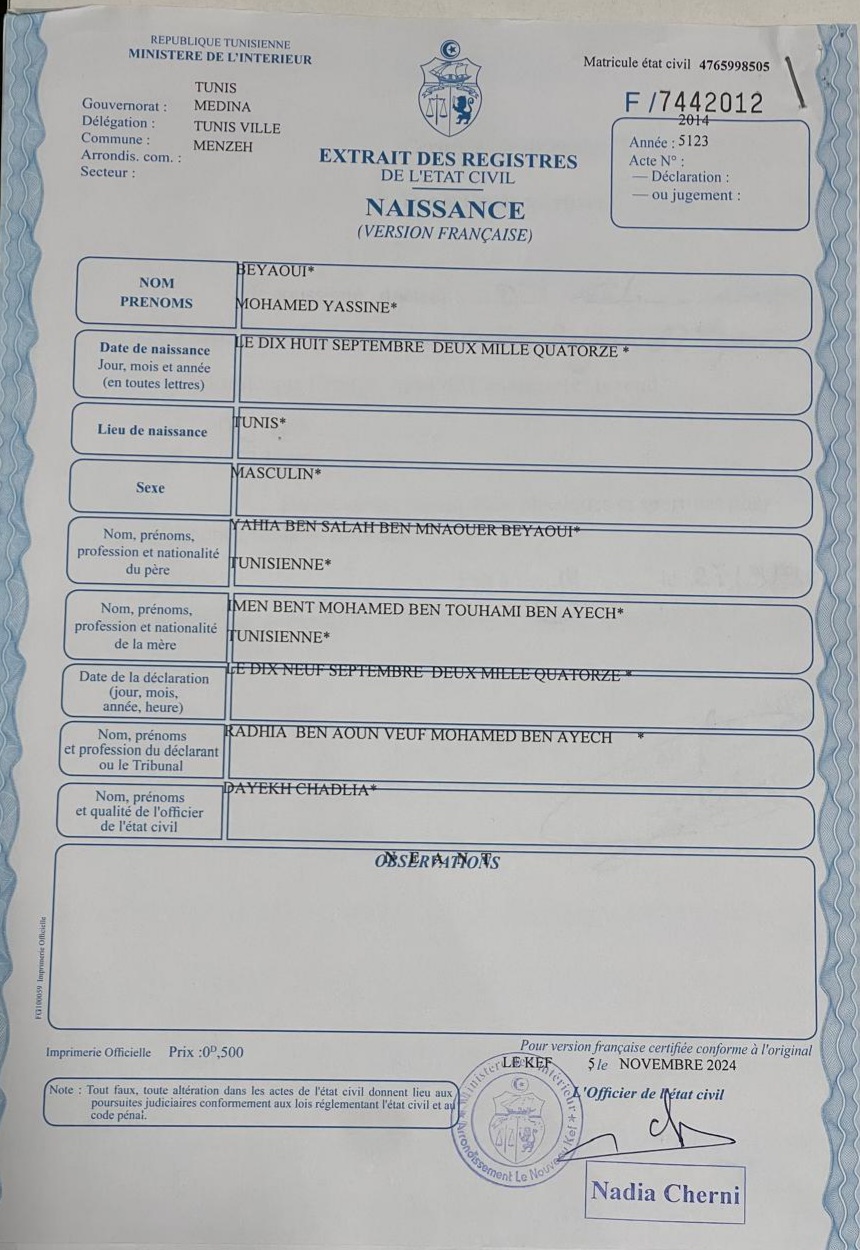 REPUBLIQUE TUNISIENNE
MINISTERE DE L'INTERIEUR
Matricule état civil 4765998505
F /7442012
TUNIS
Gouvernorat : MEDINA
Délégation : TUNIS VILLE
Commune : MENZEH
Arrondis. com. :
Secteur :
2014
Année : 5123
Acte N° :
— Déclaration :
— ou jugement :
EXTRAIT DES REGISTRES
DE L'ETAT CIVIL
NAISSANCE
(VERSION FRANÇAISE)
NOM
PRENOMS
BEYAOUI*
MOHAMED YASSINE*
Date de naissance
Jour, mois et année
(en toutes lettres)
LE DIX HUIT SEPTEMBRE DEUX MILLE QUATORZE *
Lieu de naissance
TUNIS*
Sexe
MASCULIN*
Nom, prénoms,
profession et nationalité
du père
YAHIA BEN SALAH BEN MNAOUER BEYAOUI*
TUNISIENNE*
Nom, prénoms,
profession et nationalité
de la mère
IMEN BENT MOHAMED BEN TOUHAMI BEN AYECH*
TUNISIENNE*
Date de la déclaration
(jour, mois,
année, heure)
LE DIX NEUF SEPTEMBRE DEUX MILLE QUATORZE *
Nom, prénoms
et profession du déclarant
ou le Tribunal
RADHIA BEN AOUN VEUF MOHAMED BEN AYECH *
Nom, prénoms
et qualité de l'officier
de l'état civil
DAYEKH CHADLIA*
OBSERVATIONS
N E A N T
FG100039 Imprimerie Officielle
Imprimerie Officielle Prix :0ᴰ,500
Pour version française certifiée conforme à l'original
LE KEF 5 le NOVEMBRE 2024
Note : Tout faux, toute altération dans les actes de l'état civil donnent lieu aux
poursuites judiciaires conformement aux lois réglementant l'état civil et au
code pénal.
L'Officier de l'état civil
Ministère de l'Intérieur
Arrondissement Le Nouveau Kef
Nadia Cherni